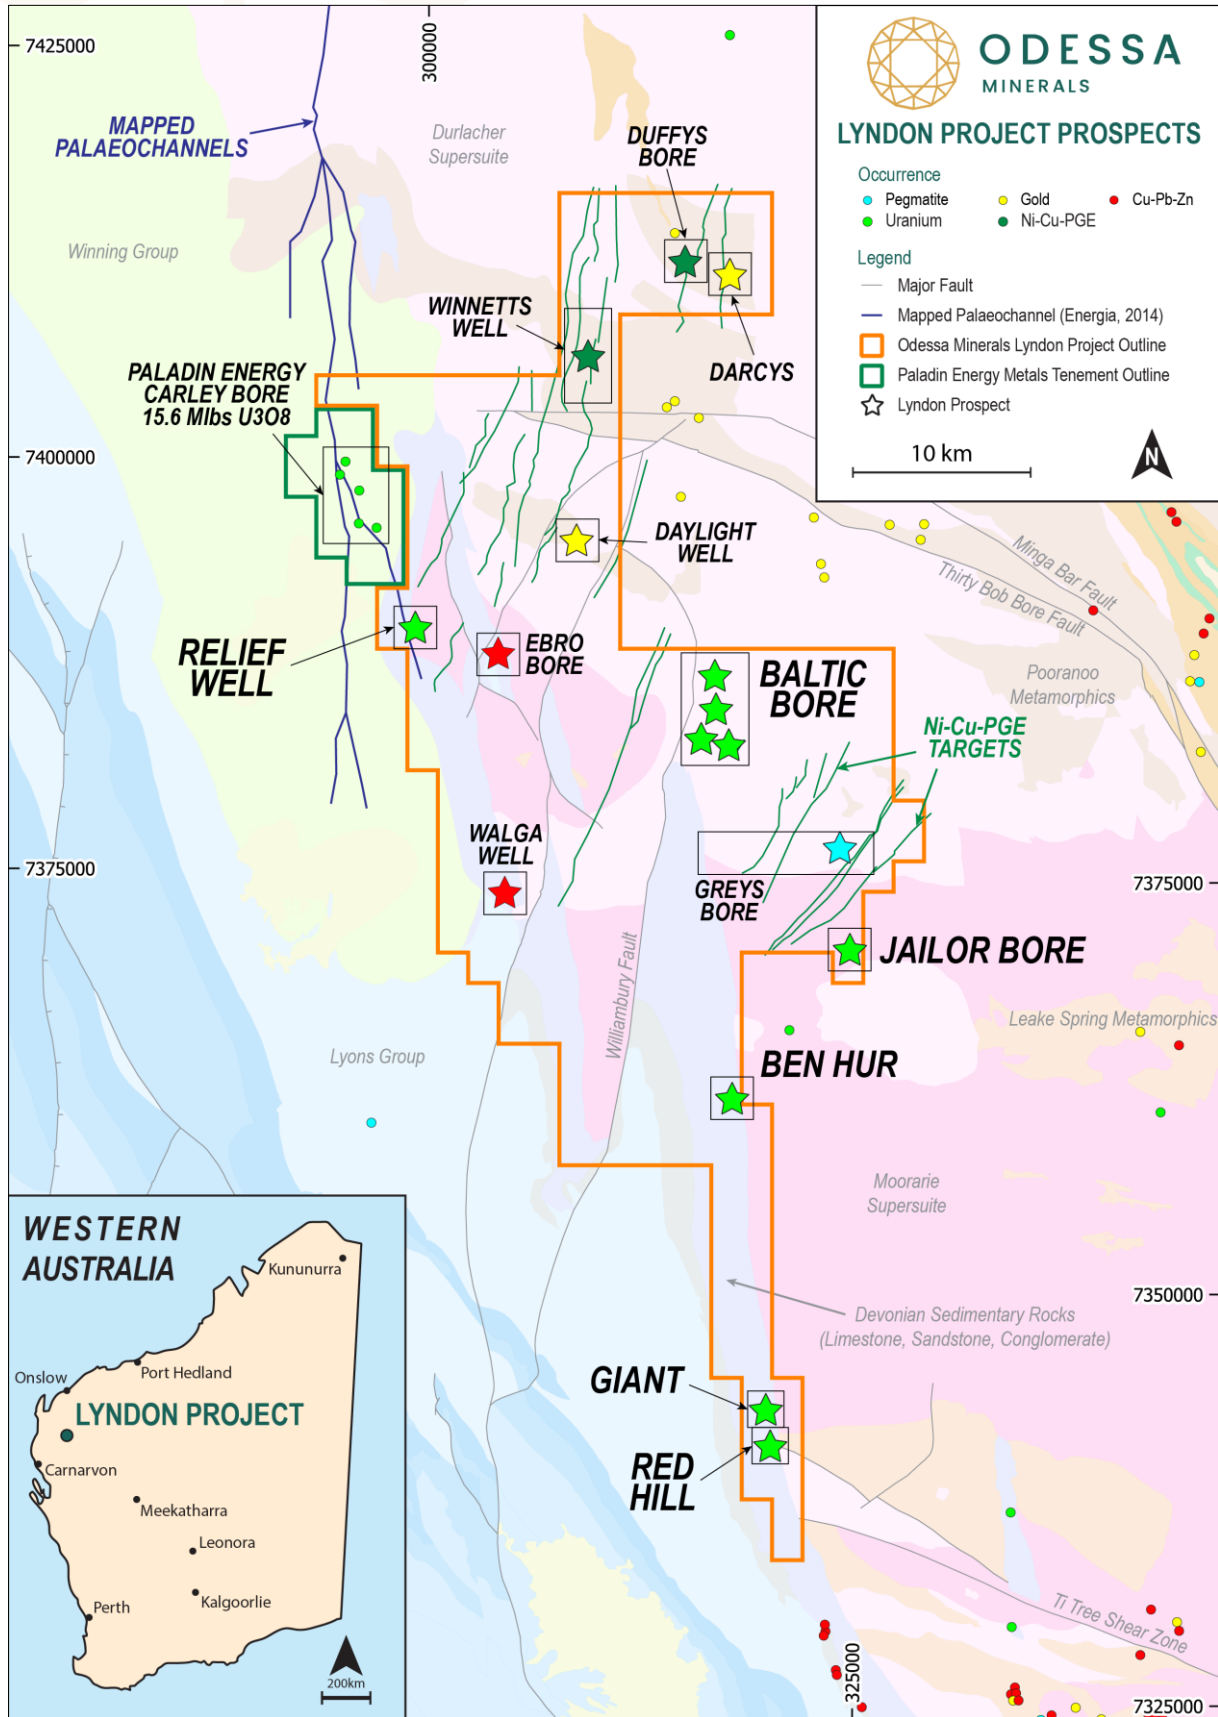 7425000
300000
MAPPED
PALAEOCHANNELS
Durlacher
Supersuite
DUFFYS
BORE
ODESSA
MINERALS
LYNDON PROJECT PROSPECTS
Occurrence
Pegmatite
Gold
Cu-Pb-Zn
Uranium
Ni-Cu-PGE
Legend
Major Fault
Mapped Palaeochannel (Energia, 2014)
Odessa Minerals Lyndon Project Outline
Paladin Energy Metals Tenement Outline
Lyndon Prospect
10 km
N
Winning Group
WINNETTS
WELL
DARCYS
PALADIN ENERGY
CARLEY BORE
15.6 Mlbs U3O8
7400000
DAYLIGHT
WELL
Minga Bar Fault
Thirty Bob Bore Fault
RELIEF
WELL
EBRO
BORE
BALTIC
BORE
Pooranoo
Metamorphics
Ni-Cu-PGE
TARGETS
WALGA
WELL
7375000
GREYS
BORE
7375000
JAILOR BORE
Williambury Fault
Leake Spring Metamorphics
Lyons Group
BEN HUR
Moorarie
Supersuite
WESTERN
AUSTRALIA
Kununurra
7350000
Devonian Sedimentary Rocks
(Limestone, Sandstone, Conglomerate)
Port Hedland
Onslow
LYNDON PROJECT
GIANT
Carnarvon
RED
HILL
Meekatharra
Leonora
Kalgoorlie
Perth
Ti Tree Shear Zone
200km
325000
7325000